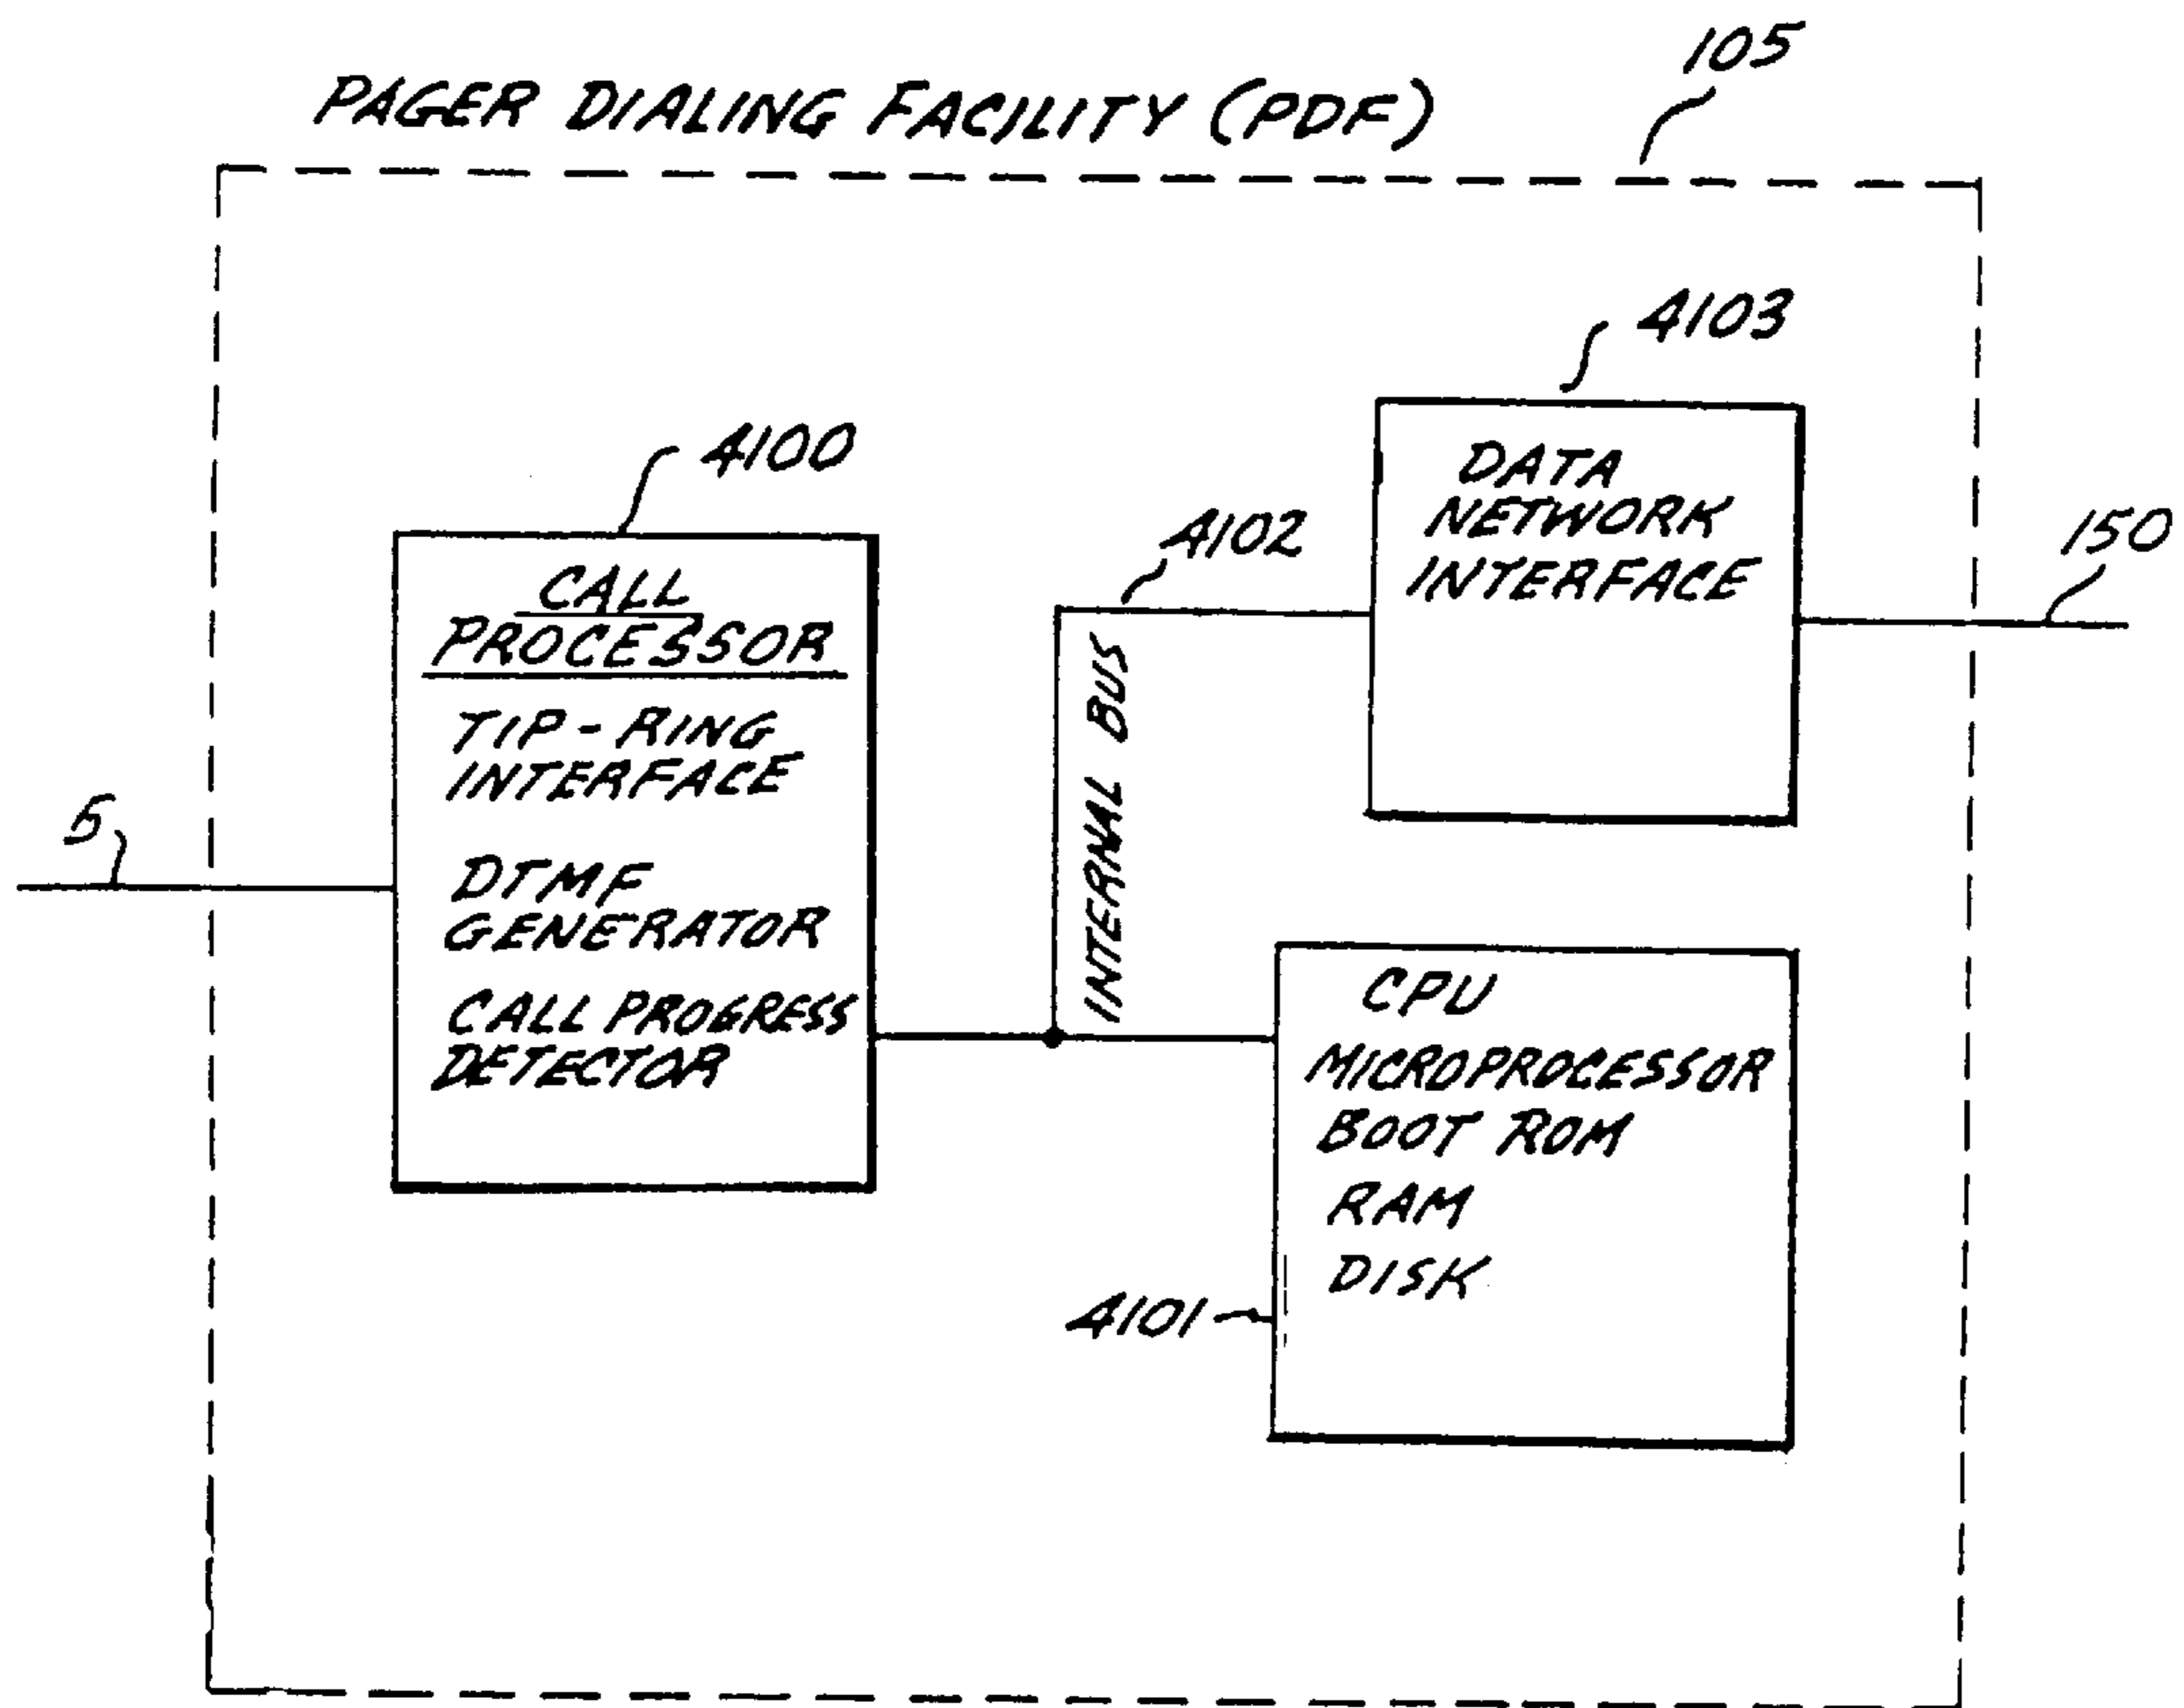 105
PAGER DIALING FACILITY (PDF)
4103
4100
DATA
NETWORK
INTERFACE
4102
150
CALL
PROCESSOR
TIP-RING
INTERFACE
DTMF
GENERATOR
CALL PROGRESS
DETECTOR
5
INTERNAL BUS
CPU
MICROPROCESSOR
BOOT ROM
RAM
DISK
4101